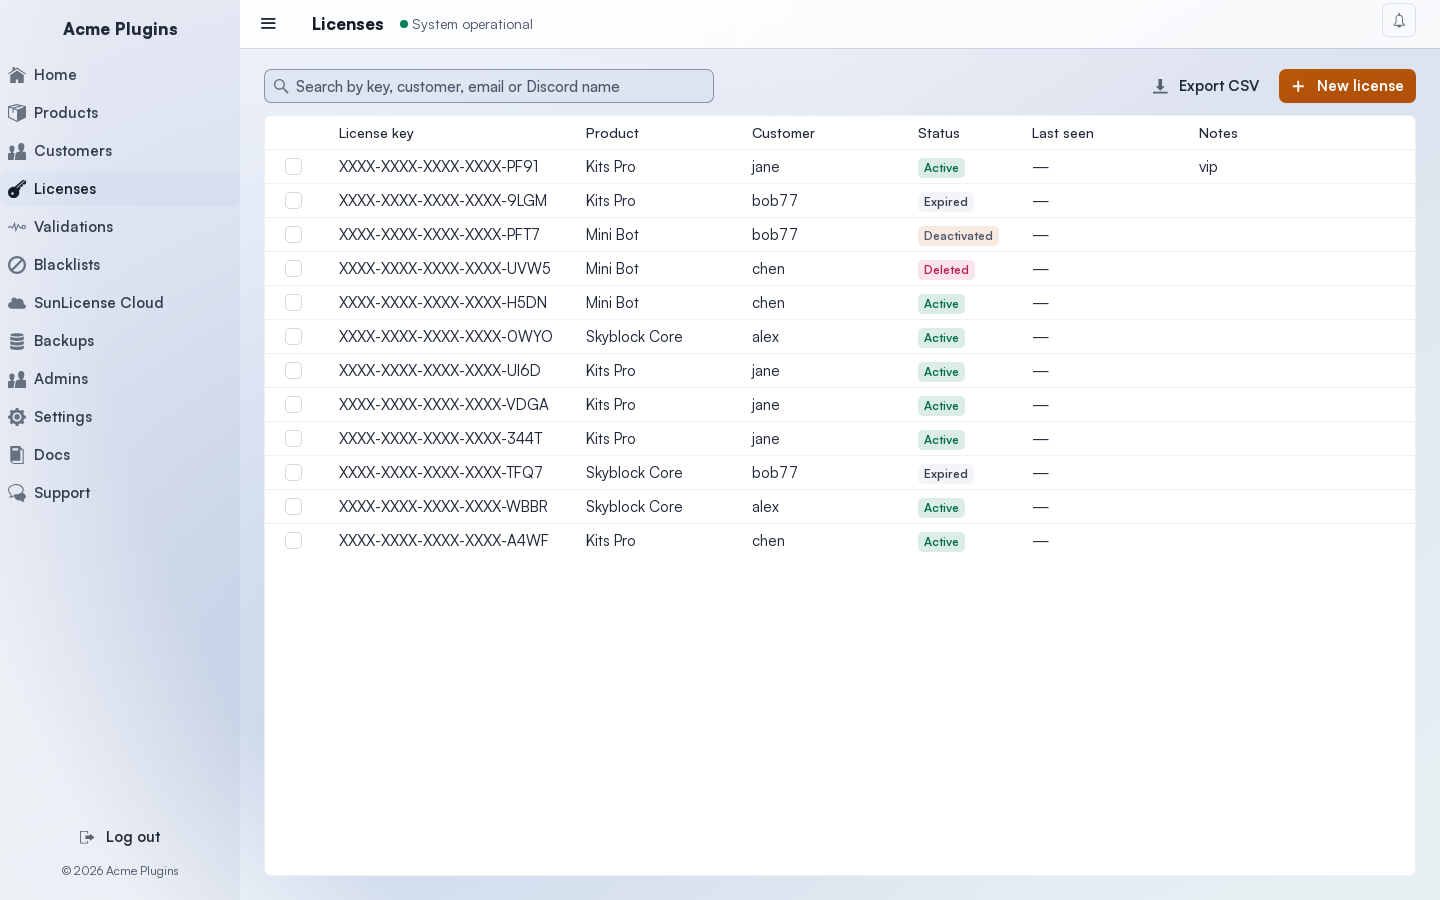 Acme Plugins
Home
Products
Customers
Licenses
Validations
Blacklists
SunLicense Cloud
Backups
Admins
Settings
Docs
Support
Log out
© 2026 Acme Plugins
Licenses System operational
Search by key, customer, email or Discord name
Export CSV New license
License key Product Customer Status Last seen Notes
XXXX-XXXX-XXXX-XXXX-PF91 Kits Pro jane Active — vip
XXXX-XXXX-XXXX-XXXX-9LGM Kits Pro bob77 Expired —
XXXX-XXXX-XXXX-XXXX-PFT7 Mini Bot bob77 Deactivated —
XXXX-XXXX-XXXX-XXXX-UVW5 Mini Bot chen Deleted —
XXXX-XXXX-XXXX-XXXX-H5DN Mini Bot chen Active —
XXXX-XXXX-XXXX-XXXX-0WYO Skyblock Core alex Active —
XXXX-XXXX-XXXX-XXXX-UI6D Kits Pro jane Active —
XXXX-XXXX-XXXX-XXXX-VDGA Kits Pro jane Active —
XXXX-XXXX-XXXX-XXXX-344T Kits Pro jane Active —
XXXX-XXXX-XXXX-XXXX-TFQ7 Skyblock Core bob77 Expired —
XXXX-XXXX-XXXX-XXXX-WBBR Skyblock Core alex Active —
XXXX-XXXX-XXXX-XXXX-A4WF Kits Pro chen Active —